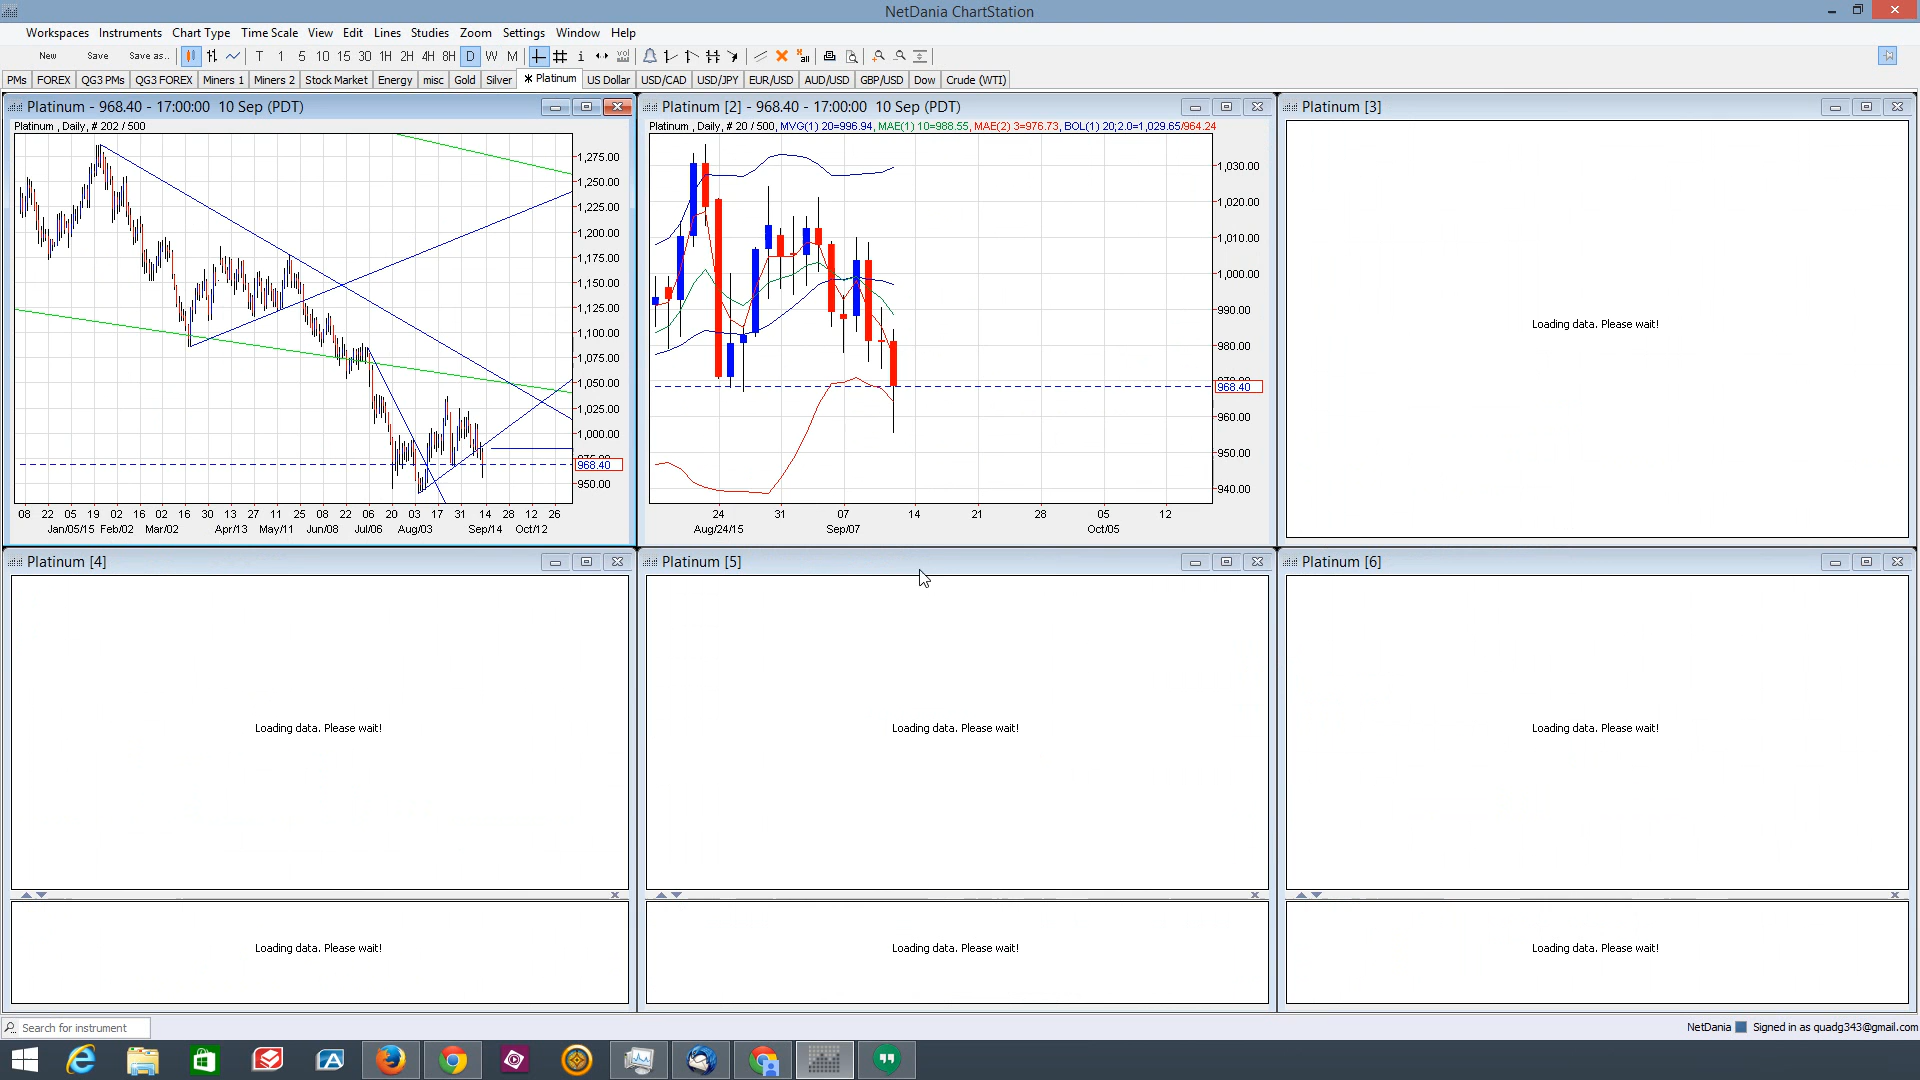 NetDania ChartStation
Workspaces Instruments Chart Type Time Scale View Edit Lines Studies Zoom Settings Window Help
New Save Save as.. T 1 5 10 15 30 1H 2H 4H 8H D W M i vol all
PMs FOREX QG3 PMs QG3 FOREX Miners 1 Miners 2 Stock Market Energy misc Gold Silver Platinum US Dollar USD/CAD USD/JPY EUR/USD AUD/USD GBP/USD Dow Crude (WTI)
Platinum - 968.40 - 17:00:00 10 Sep (PDT)
Platinum , Daily, # 202 / 500
1,275.00
1,250.00
1,225.00
1,200.00
1,175.00
1,150.00
1,125.00
1,100.00
1,075.00
1,050.00
1,025.00
1,000.00
968.40
950.00
08 22 05 19 02 16 02 16 30 13 27 11 25 08 22 06 20 03 17 31 14 28 12 26
Jan/05/15 Feb/02 Mar/02 Apr/13 May/11 Jun/08 Jul/06 Aug/03 Sep/14 Oct/12
Platinum [2] - 968.40 - 17:00:00 10 Sep (PDT)
Platinum , Daily, # 20 / 500, MVG(1) 20=996.94, MAE(1) 10=988.55, MAE(2) 3=976.73, BOL(1) 20;2.0=1,029.65/964.24
1,030.00
1,020.00
1,010.00
1,000.00
990.00
980.00
968.40
960.00
950.00
940.00
24 31 07 14 21 28 05 12
Aug/24/15 Sep/07 Oct/05
Platinum [3]
Loading data. Please wait!
Platinum [4]
Loading data. Please wait!
Loading data. Please wait!
Platinum [5]
Loading data. Please wait!
Loading data. Please wait!
Platinum [6]
Loading data. Please wait!
Loading data. Please wait!
Search for instrument
NetDania Signed in as quadg343@gmail.com